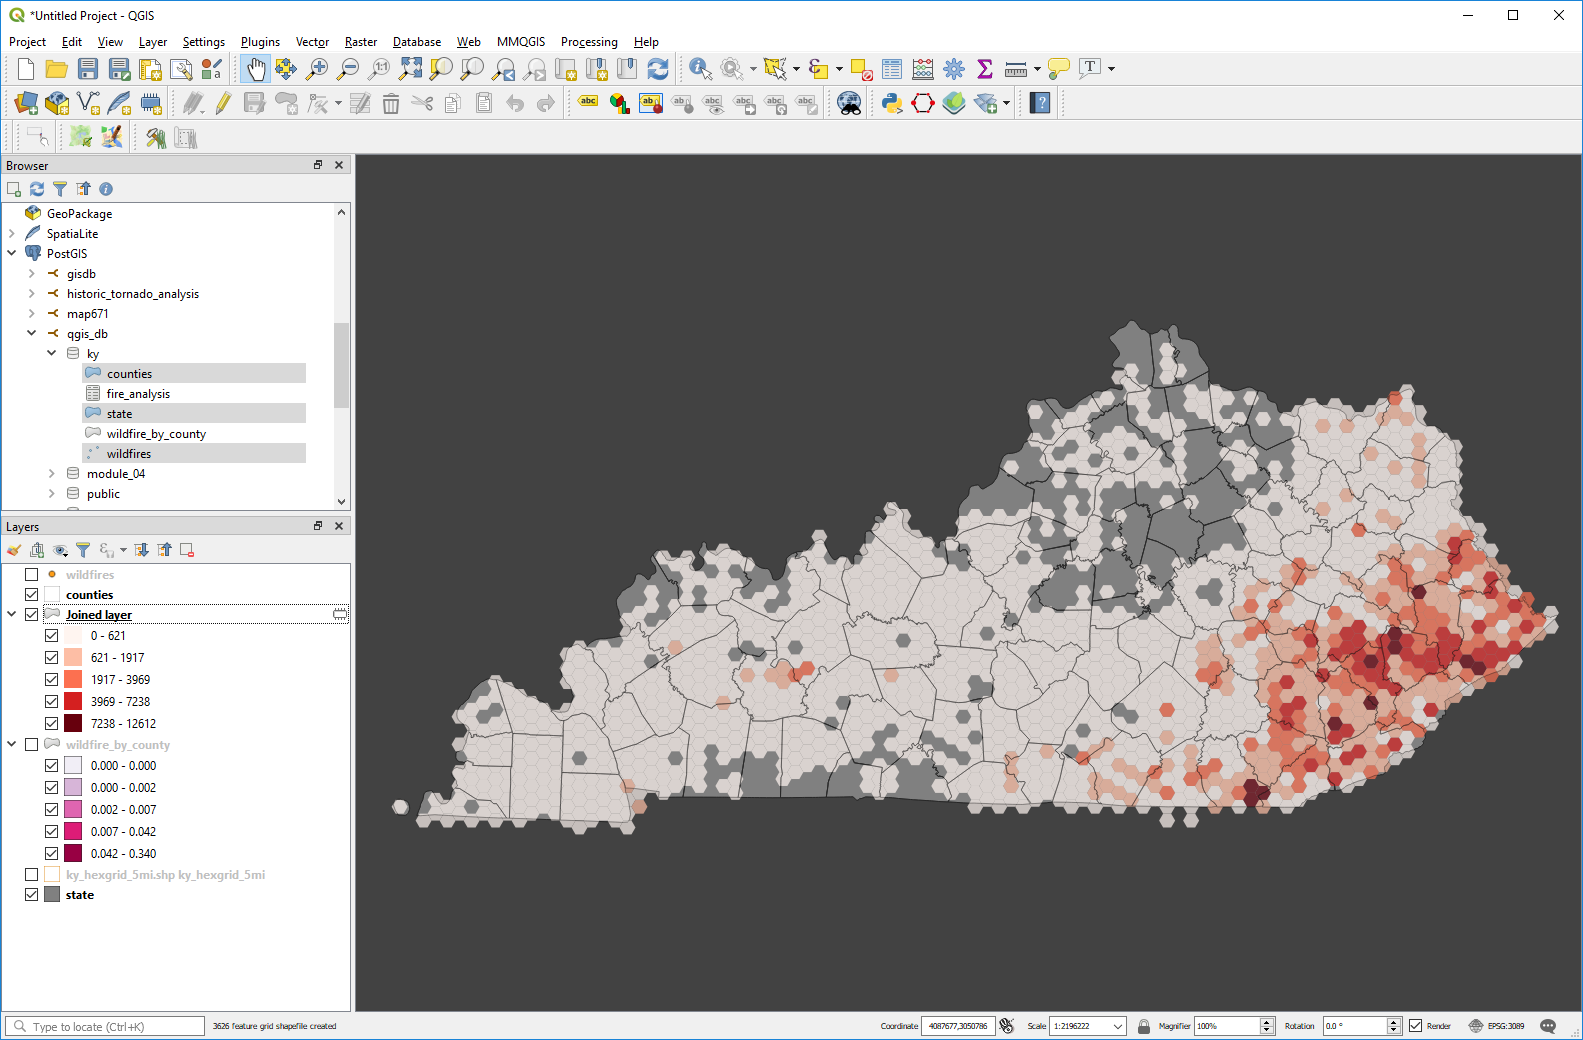 *Untitled Project - QGIS
Project Edit View Layer Settings Plugins Vector Raster Database Web MMQGIS Processing Help
Browser
GeoPackage
SpatiaLite
PostGIS
gisdb
historic_tornado_analysis
map671
qgis_db
ky
counties
fire_analysis
state
wildfire_by_county
wildfires
module_04
public
Layers
wildfires
counties
Joined layer
0 - 621
621 - 1917
1917 - 3969
3969 - 7238
7238 - 12612
wildfire_by_county
0.000 - 0.000
0.000 - 0.002
0.002 - 0.007
0.007 - 0.042
0.042 - 0.340
ky_hexgrid_5mi.shp ky_hexgrid_5mi
state
Type to locate (Ctrl+K) 3626 feature grid shapefile created Coordinate 4087677,3050786 Scale 1:2196222 Magnifier 100% Rotation 0.0 ° Render EPSG:3089